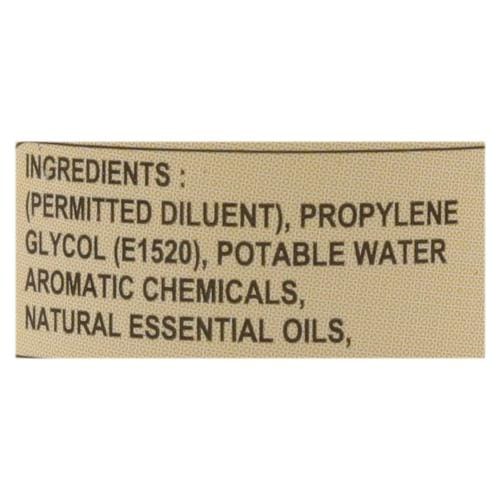 INGREDIENTS :
(PERMITTED DILUENT), PROPYLENE
GLYCOL (E1520), POTABLE WATER
AROMATIC CHEMICALS,
NATURAL ESSENTIAL OILS,